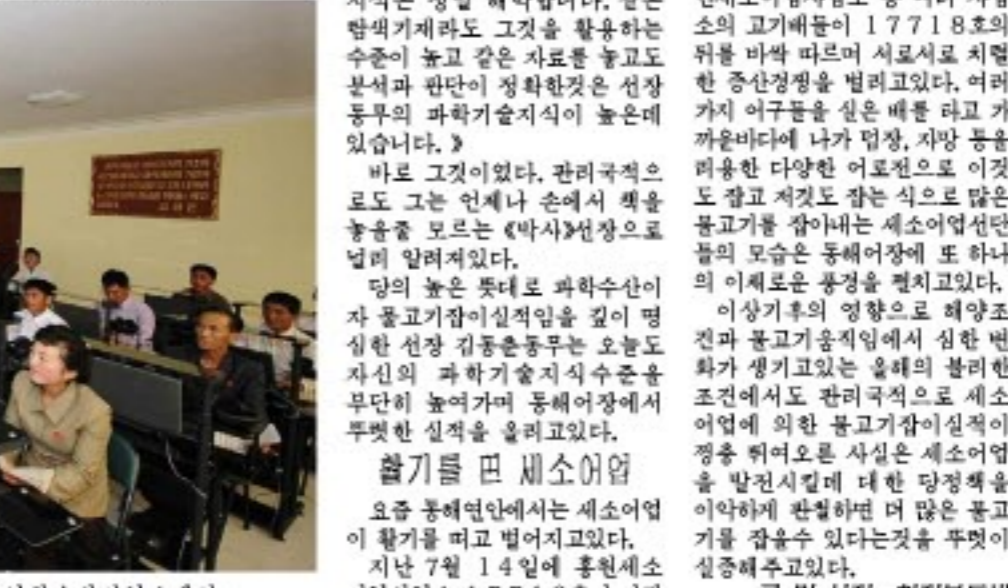 탐색기재라도 그것을 활용하는
수준이 높고 같은 자료를 놓고도
분석과 판단이 정확한것은 선장
동무의 과학기술지식이 높은데
있습니다. 》
바로 그것이였다. 관리국적으
로도 그는 언제나 손에서 책을
놓을줄 모르는 《박사》선장으로
널리 알려져있다.
당의 높은 뜻대로 과학수산이
자 물고기잡이실적임을 깊이 명
심한 선장 김동춘동무는 오늘도
자신의 과학기술지식수준을
부단히 높여가며 동해어장에서
뚜렷한 실적을 올리고있다.
활기를 띤 세소어업
요즘 동해연안에서는 세소어업
이 활기를 띠고 벌어지고있다.
지난 7월 14일에 홍원세소
소의 고기배들이 17718호의
뒤를 바싹 따르며 서로서로 치렬
한 증산경쟁을 벌리고있다. 여러
가지 어구들을 실은 배를 타고 가
까운바다에 나가 덤장, 자망 등을
리용한 다양한 어로전으로 이것
도 잡고 저것도 잡는 식으로 많은
물고기를 잡아내는 세소어업선단
들의 모습은 동해어장에 또 하나
의 이채로운 풍경을 펼치고있다.
이상기후의 영향으로 해양조
건과 물고기움직임에서 심한 변
화가 생기고있는 올해의 불리한
조건에서도 관리국적으로 세소
어업에 의한 물고기잡이실적이
껑충 뛰여오른 사실은 세소어업
을 발전시킬데 대한 당정책을
이악하게 관철하면 더 많은 물고
기를 잡을수 있다는것을 뚜렷이
실증해주고있다.